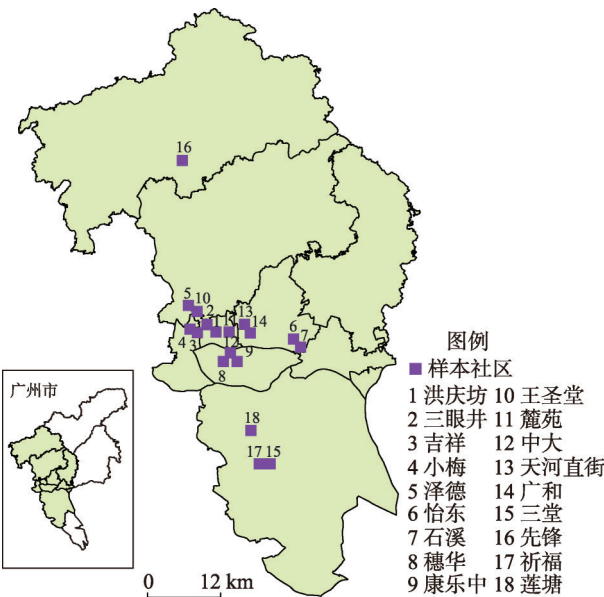 16
5
10
2
13
1
11
14
4
3
12
6
7
9
8
18
17 15
图例
样本社区
1 洪庆坊 10 王圣堂
2 三眼井 11 麓苑
3 吉祥 12 中大
4 小梅 13 天河直街
5 泽德 14 广和
6 怡东 15 三堂
7 石溪 16 先锋
8 穗华 17 祈福
9 康乐中 18 莲塘
广州市
0 12 km